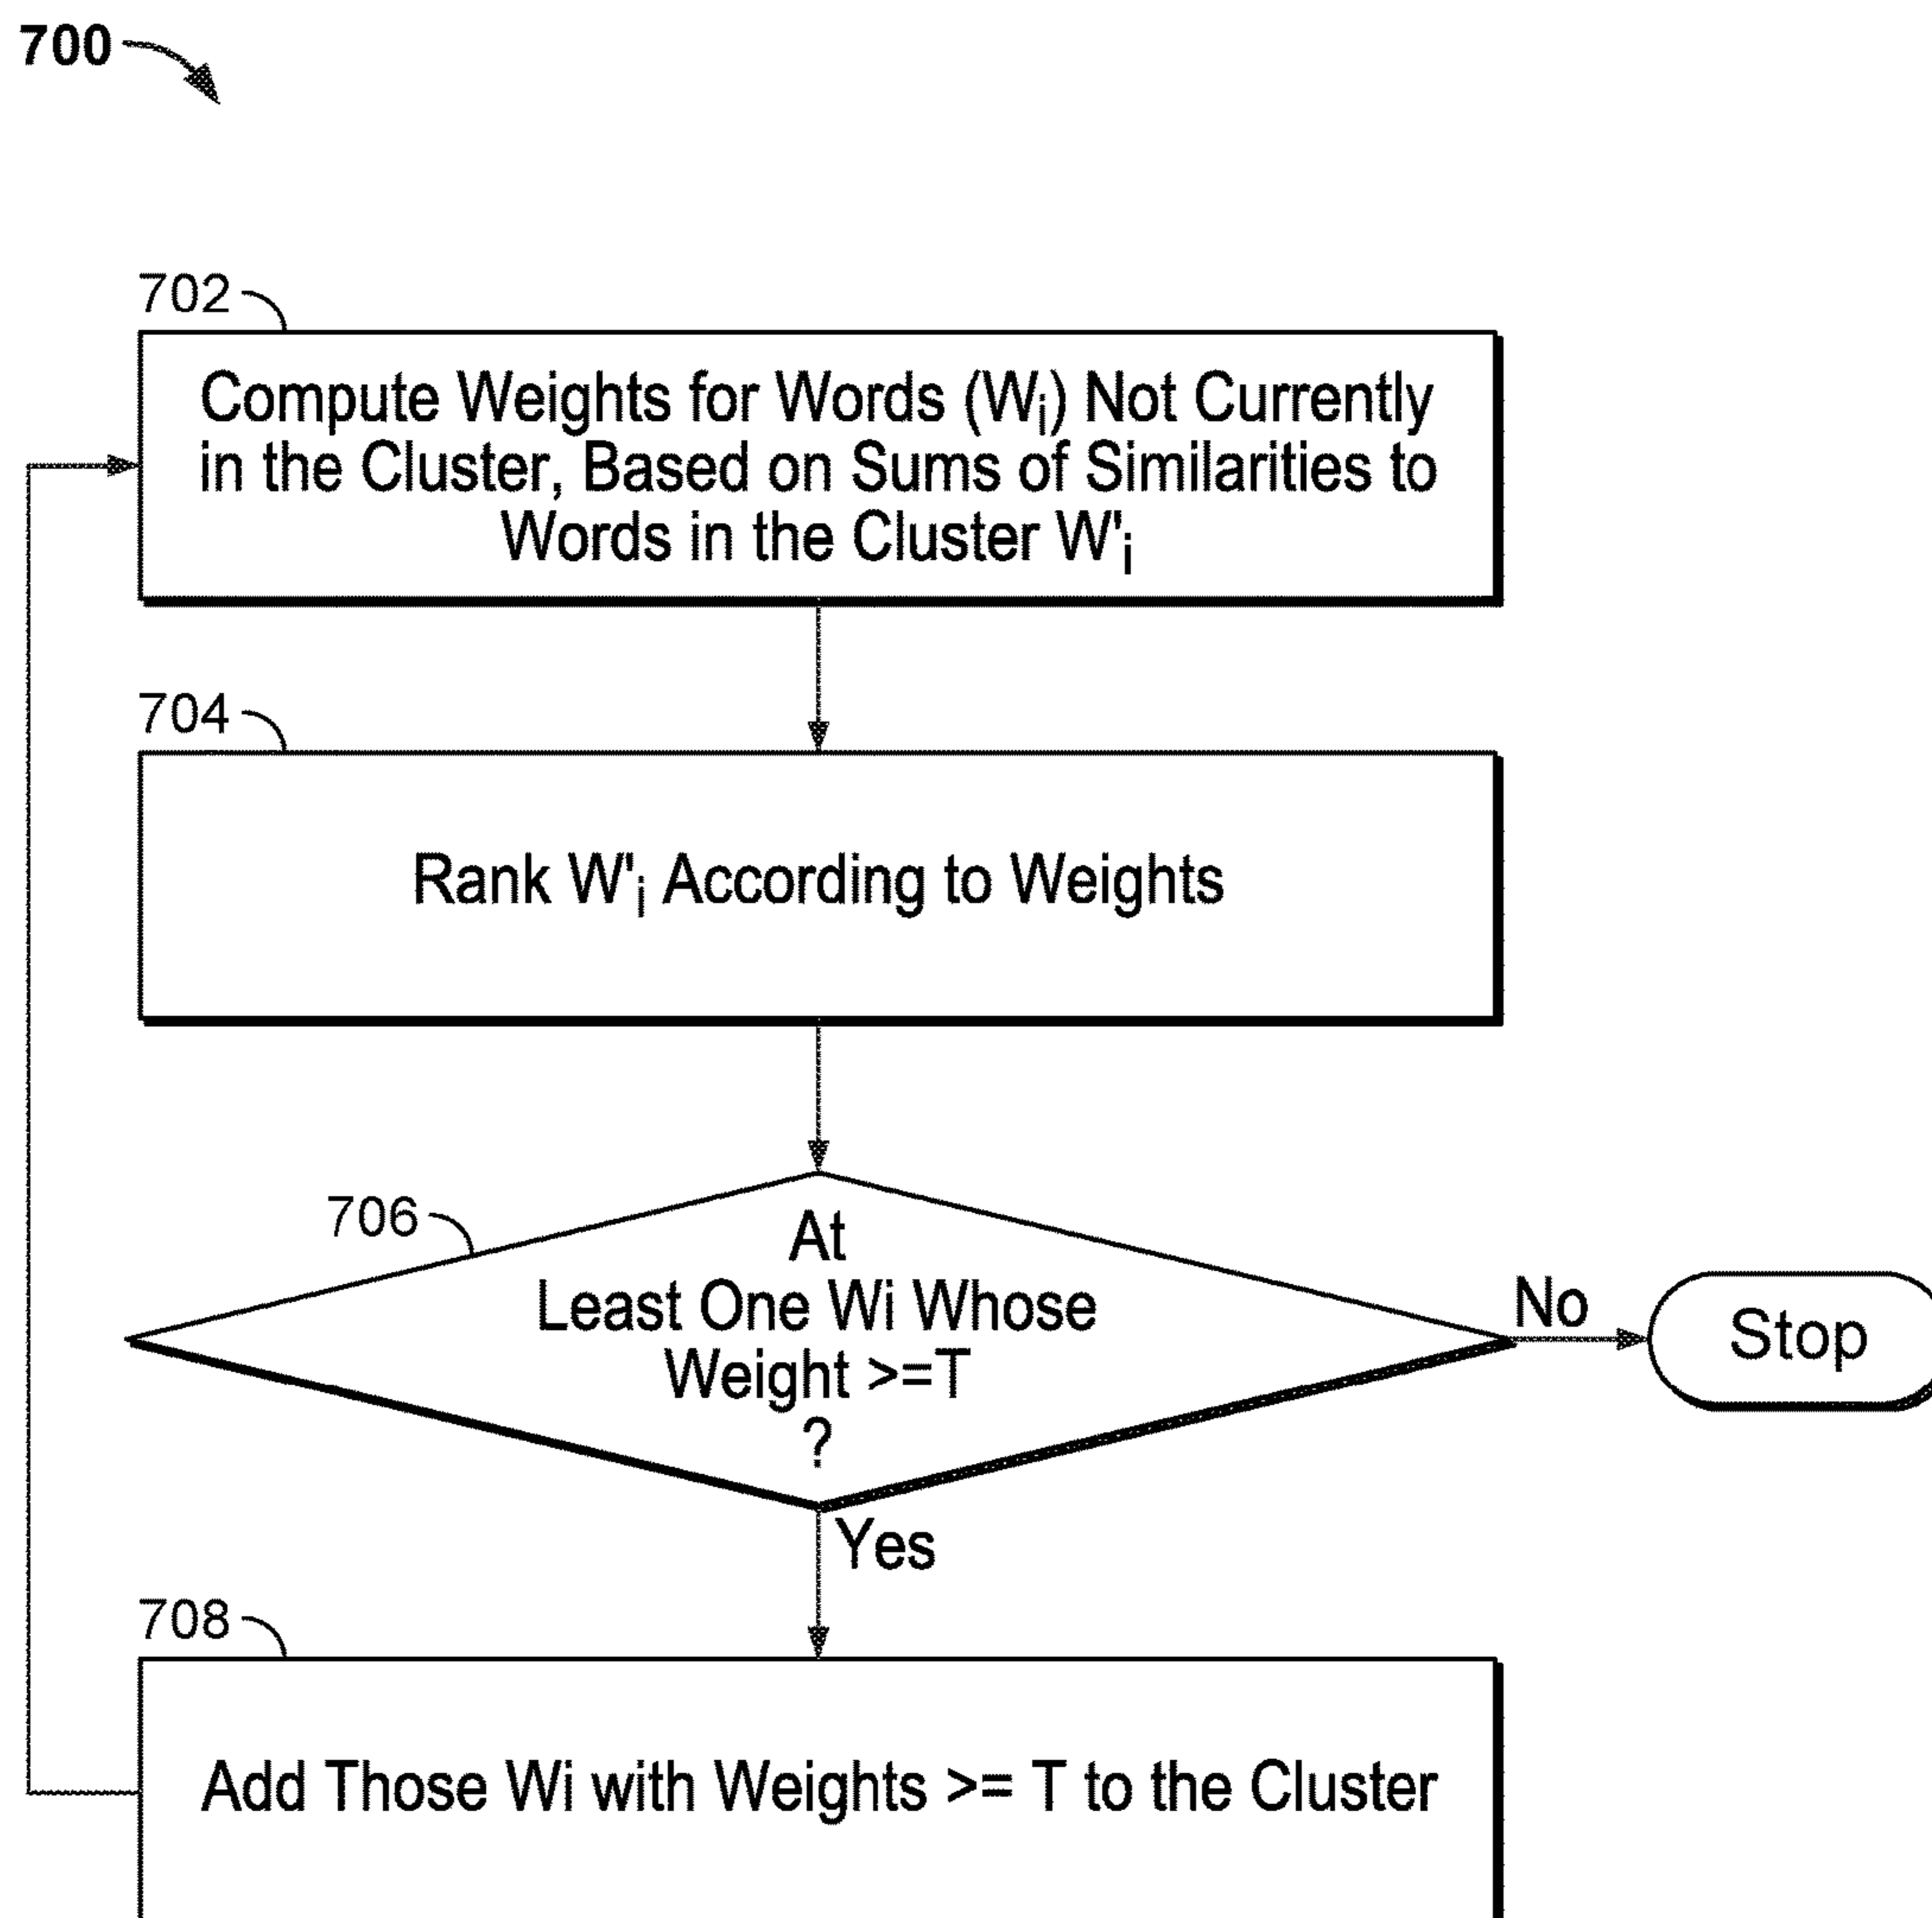 700
702
Compute Weights for Words (Wᵢ) Not Currently
in the Cluster, Based on Sums of Similarities to
Words in the Cluster W'ᵢ
704
Rank W'ᵢ According to Weights
706
At
Least One Wi Whose
Weight >=T
?
No
Stop
Yes
708
Add Those Wi with Weights >= T to the Cluster